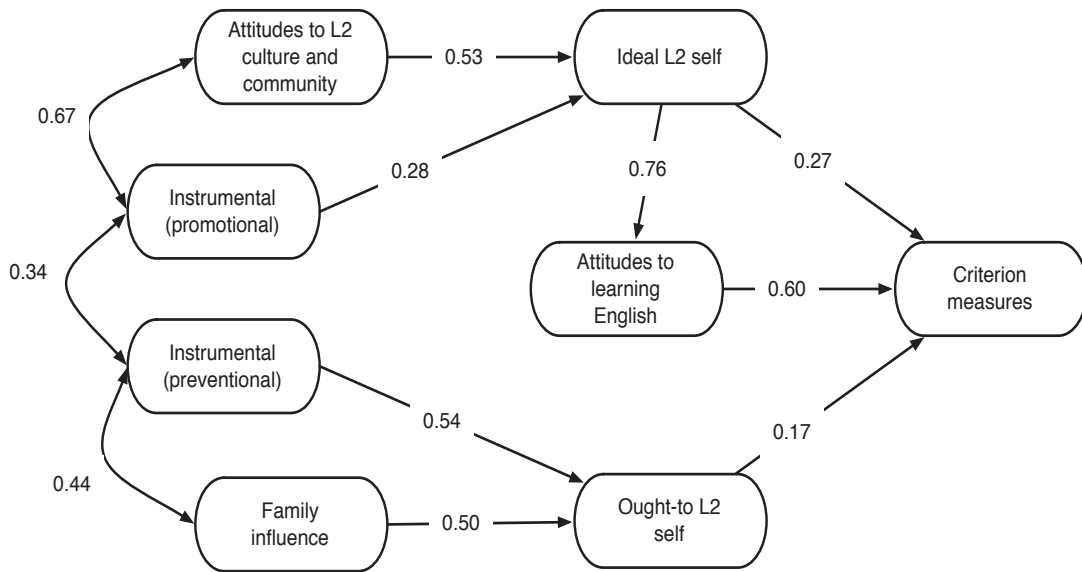 Attitudes to L2
culture and
community
0.53
Ideal L2 self
0.67
Instrumental
(promotional)
0.28
0.76
0.27
0.34
Attitudes to
learning
English
0.60
Criterion
measures
Instrumental
(preventional)
0.54
0.17
0.44
Family
influence
0.50
Ought-to L2
self